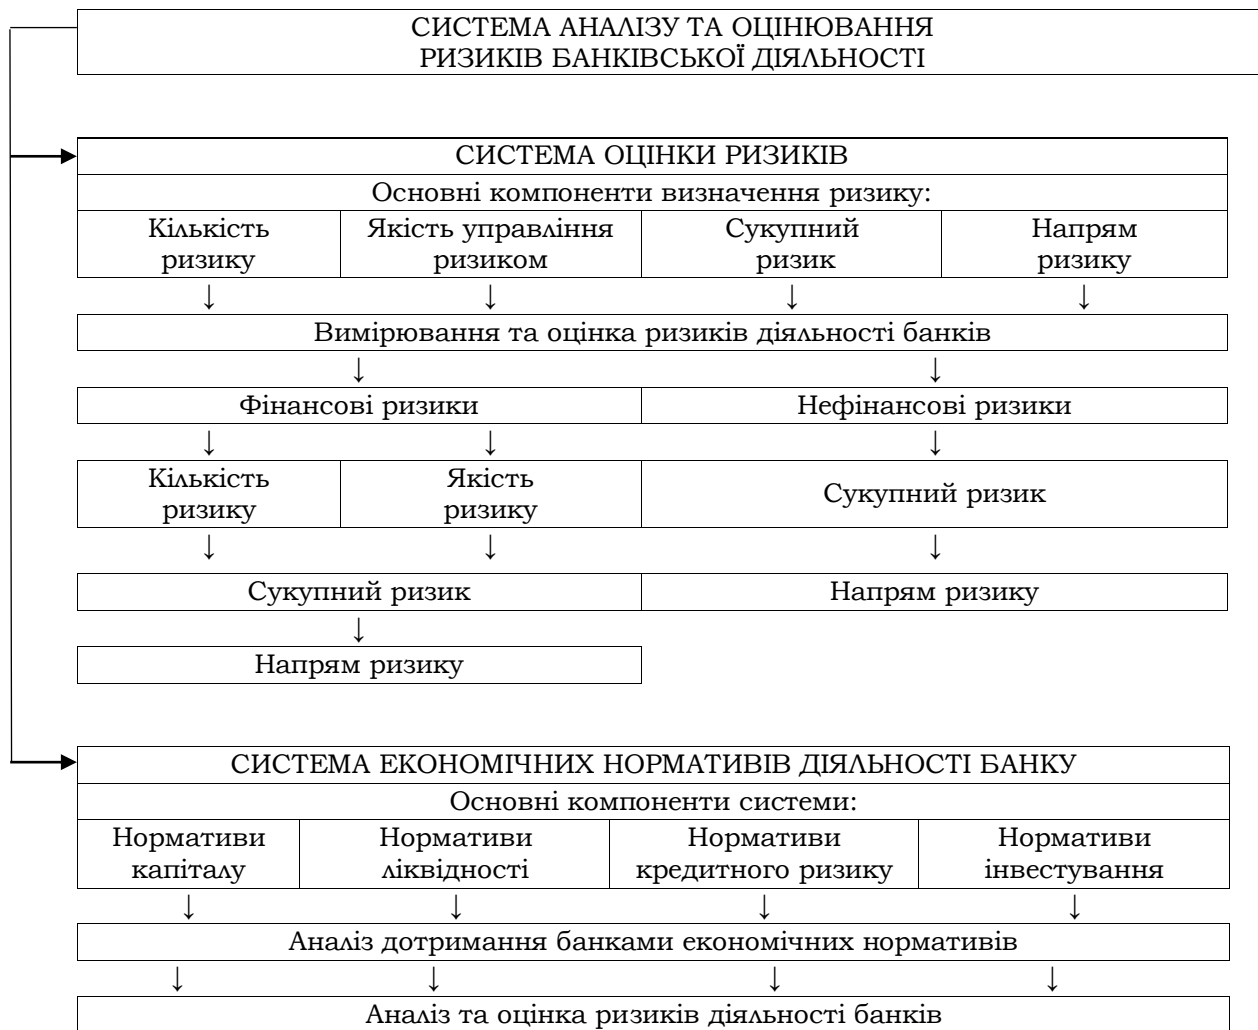 СИСТЕМА АНАЛІЗУ ТА ОЦІНЮВАННЯ
РИЗИКІВ БАНКІВСЬКОЇ ДІЯЛЬНОСТІ
СИСТЕМА ОЦІНКИ РИЗИКІВ
Основні компоненти визначення ризику:
Кількість ризику
Якість управління ризиком
Сукупний ризик
Напрям ризику
↓ ↓ ↓ ↓
Вимірювання та оцінка ризиків діяльності банків
↓ ↓
Фінансові ризики
Нефінансові ризики
↓ ↓ ↓
Кількість ризику
Якість ризику
Сукупний ризик
↓ ↓ ↓
Сукупний ризик
Напрям ризику
↓
Напрям ризику
СИСТЕМА ЕКОНОМІЧНИХ НОРМАТИВІВ ДІЯЛЬНОСТІ БАНКУ
Основні компоненти системи:
Нормативи капіталу
Нормативи ліквідності
Нормативи кредитного ризику
Нормативи інвестування
↓ ↓ ↓ ↓
Аналіз дотримання банками економічних нормативів
↓ ↓ ↓ ↓
Аналіз та оцінка ризиків діяльності банків